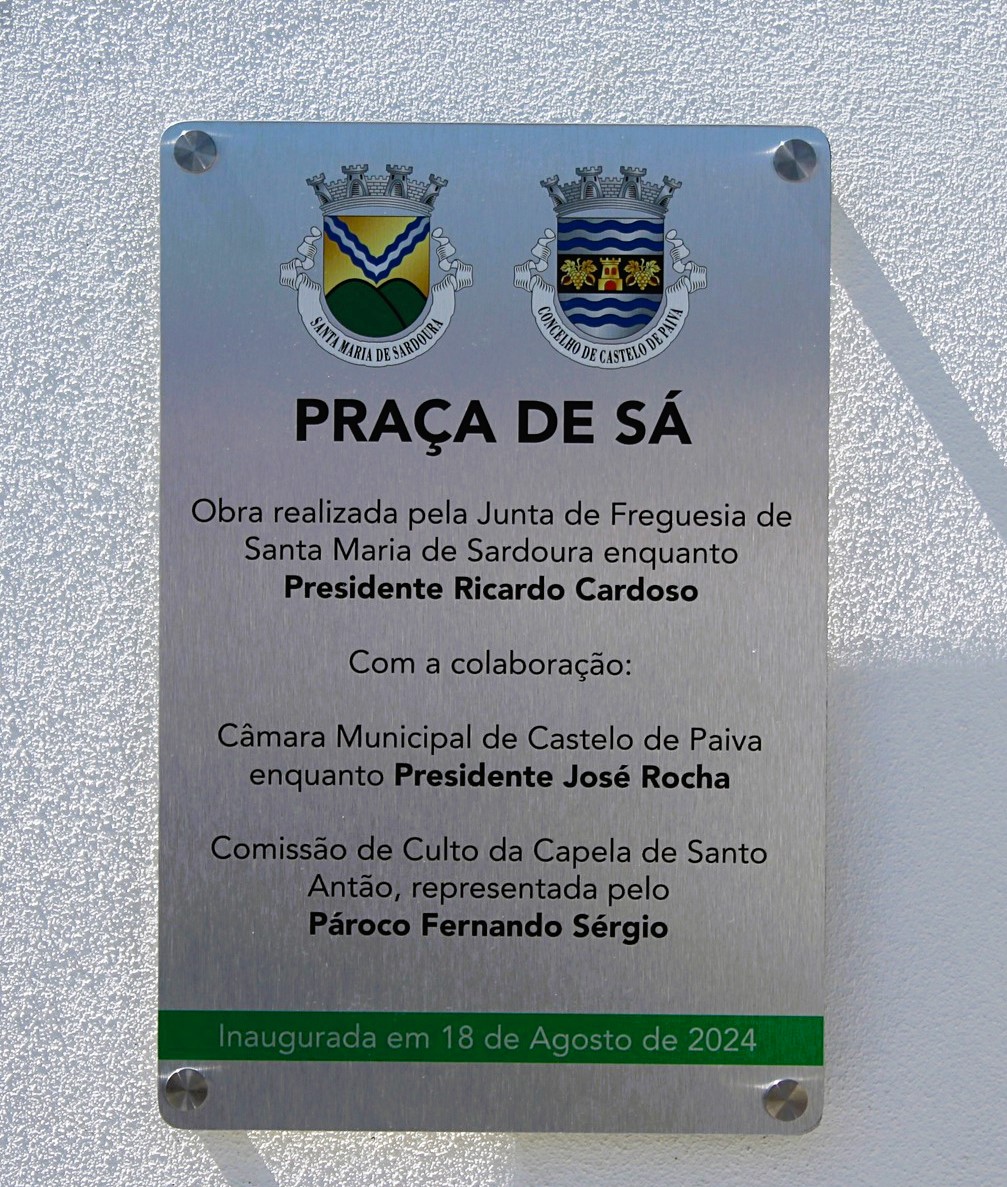 SANTA MARIA DE SARDOURA
CONCELHO DE CASTELO DE PAIVA
PRAÇA DE SÁ
Obra realizada pela Junta de Freguesia de
Santa Maria de Sardoura enquanto
Presidente Ricardo Cardoso
Com a colaboração:
Câmara Municipal de Castelo de Paiva
enquanto Presidente José Rocha
Comissão de Culto da Capela de Santo
Antão, representada pelo
Pároco Fernando Sérgio
Inaugurada em 18 de Agosto de 2024